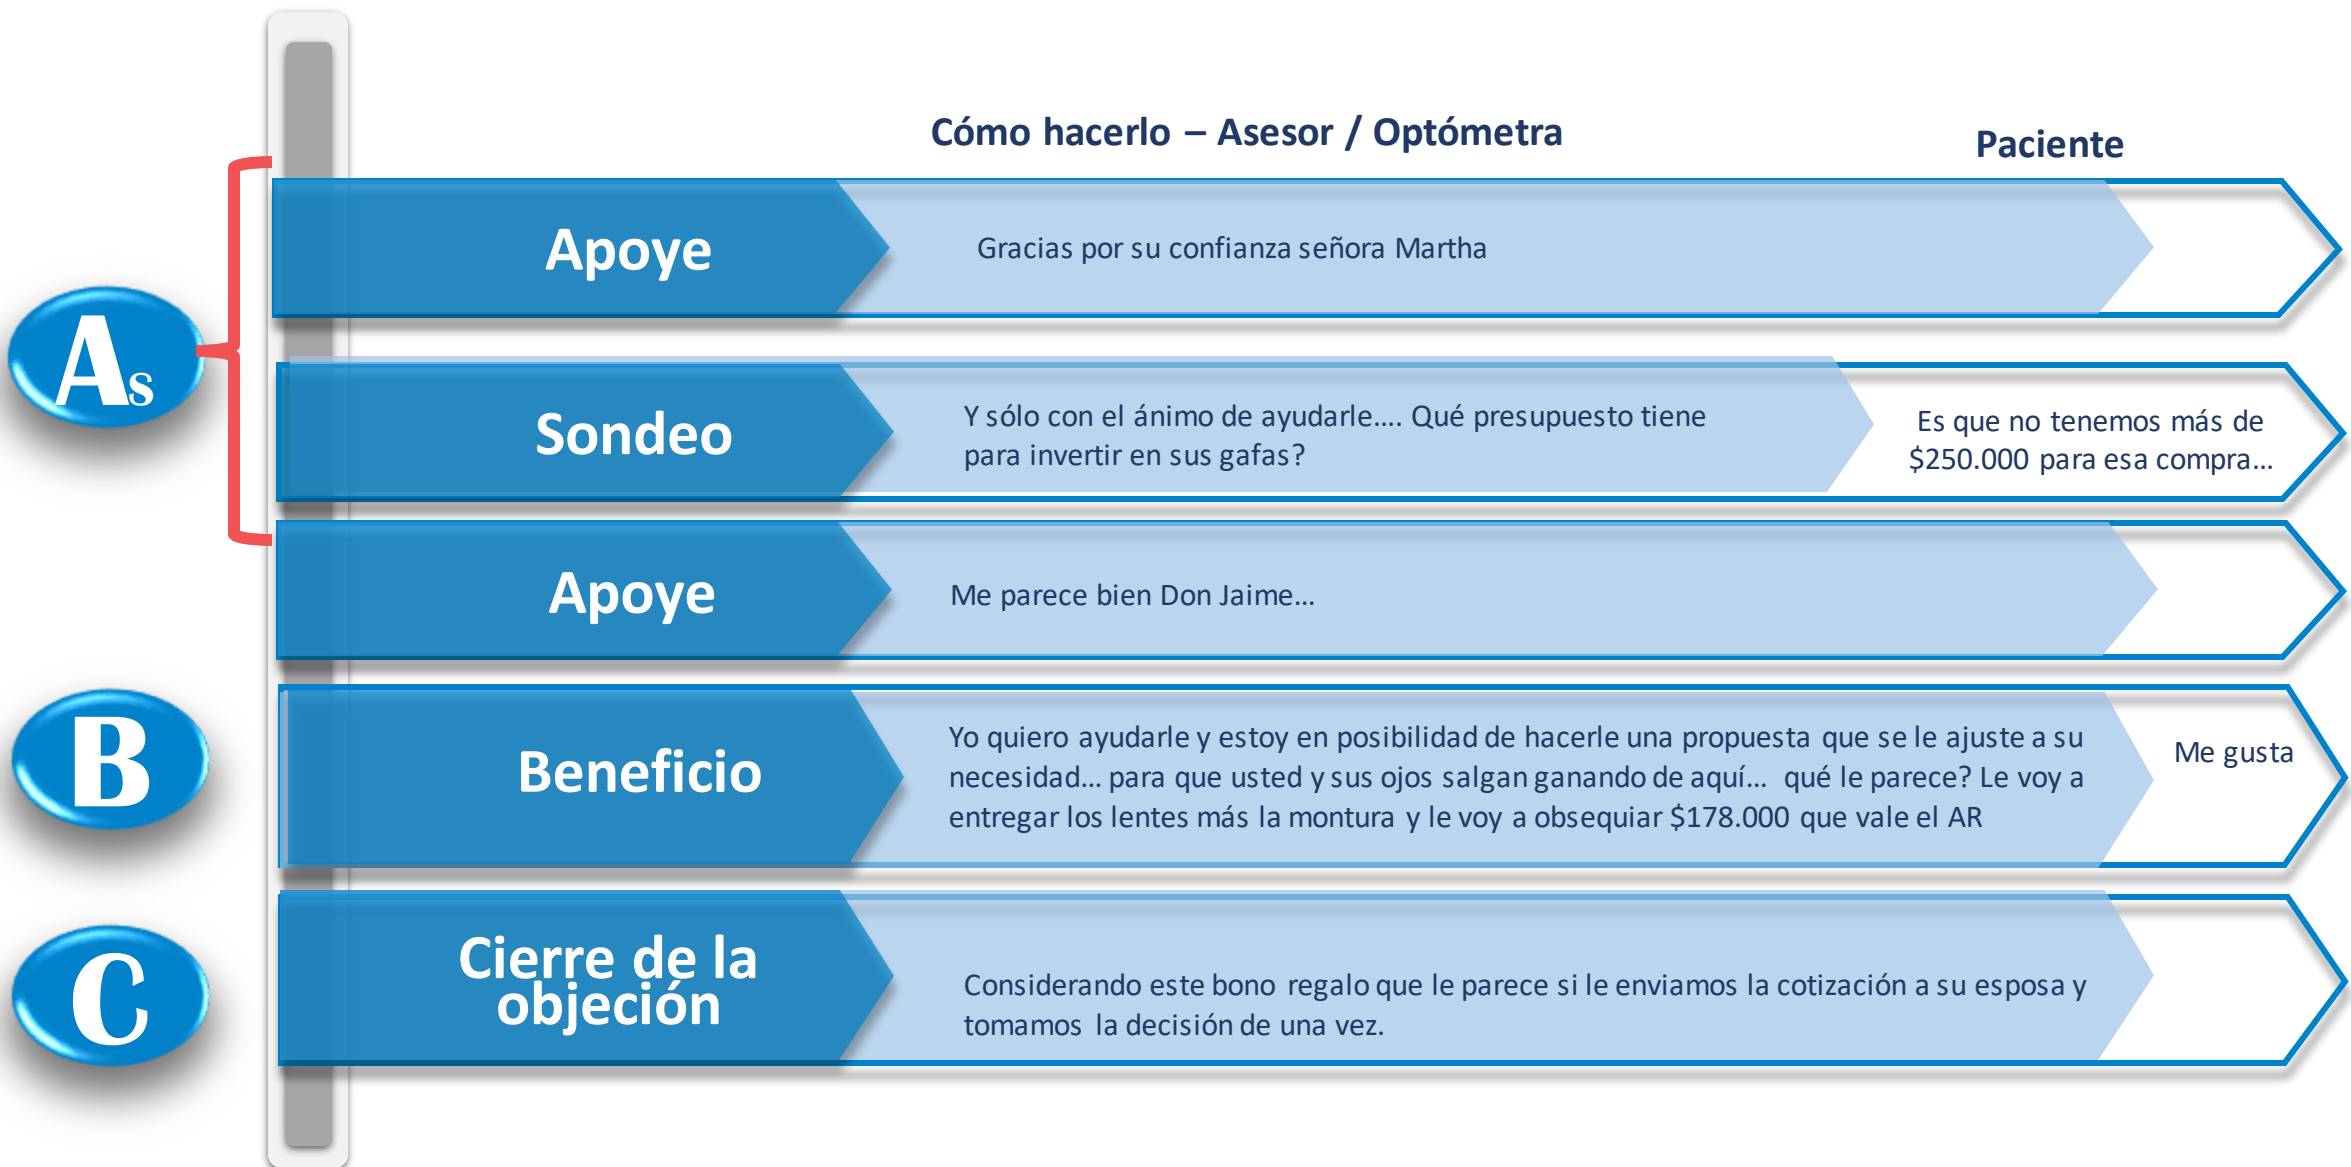 Cómo hacerlo – Asesor / Optómetra
Paciente
As
Apoye
Gracias por su confianza señora Martha
Sondeo
Y sólo con el ánimo de ayudarle.... Qué presupuesto tiene
para invertir en sus gafas?
Es que no tenemos más de
$250.000 para esa compra...
Apoye
Me parece bien Don Jaime...
B
Beneficio
Yo quiero ayudarle y estoy en posibilidad de hacerle una propuesta que se le ajuste a su
necesidad... para que usted y sus ojos salgan ganando de aquí... qué le parece? Le voy a
entregar los lentes más la montura y le voy a obsequiar $178.000 que vale el AR
Me gusta
C
Cierre de la
objeción
Considerando este bono regalo que le parece si le enviamos la cotización a su esposa y
tomamos la decisión de una vez.